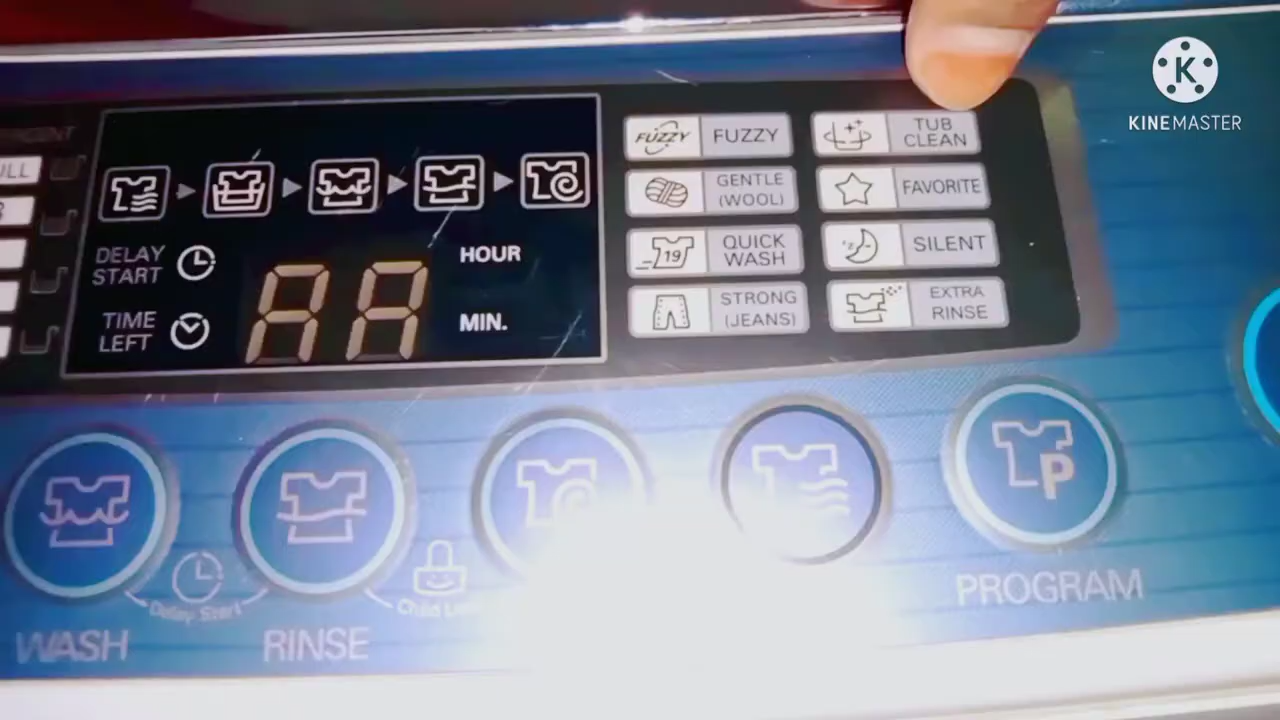 K
KINEMASTER
FUZZY FUZZY
TUB
CLEAN
GENTLE
(WOOL)
FAVORITE
19
QUICK
WASH
SILENT
STRONG
(JEANS)
EXTRA
RINSE
DELAY
START
HOUR
TIME
LEFT
MIN.
P
Delay Start
Child
WASH
RINSE
PROGRAM